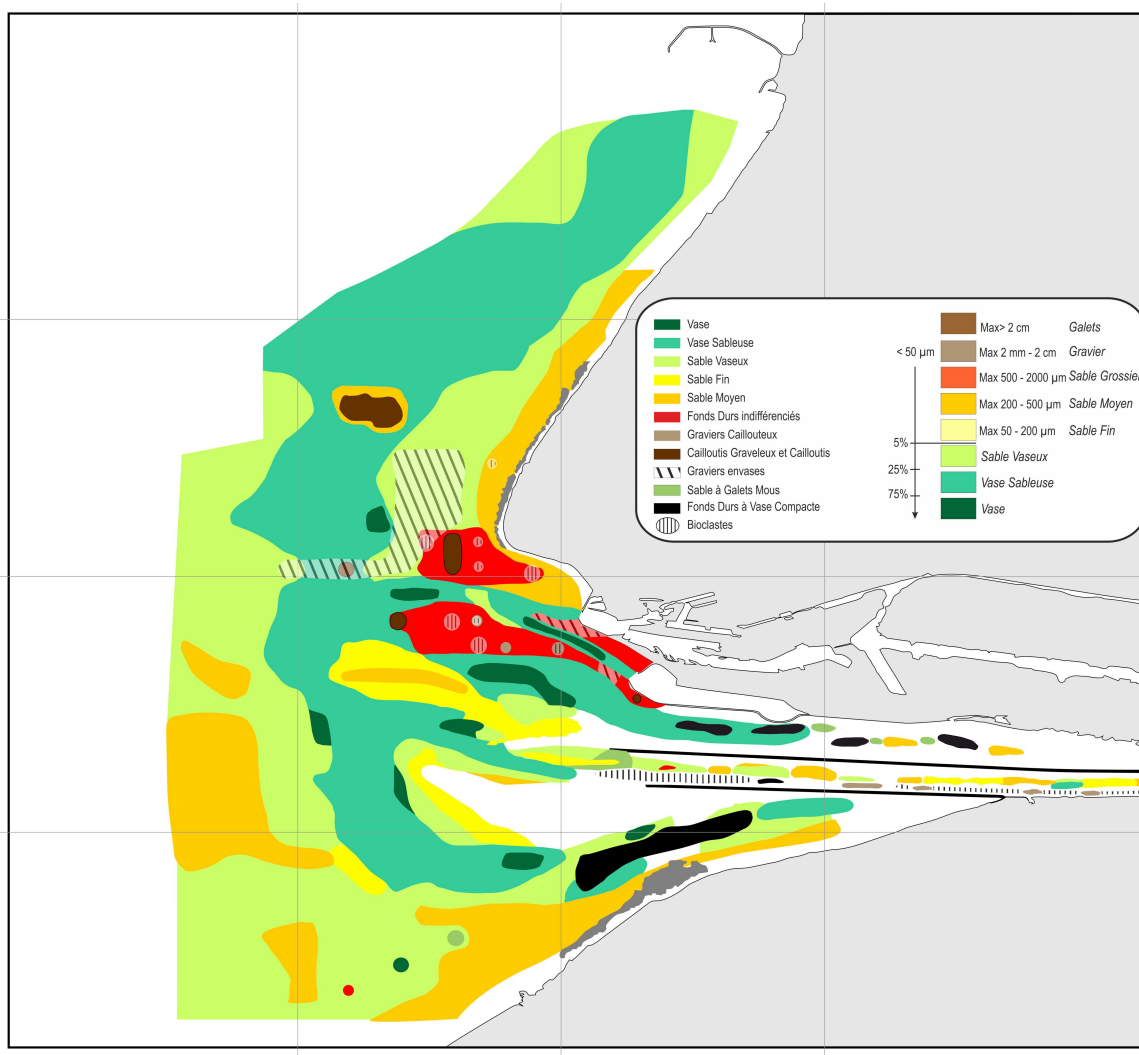 Vase
Vase Sableuse
Sable Vaseux
Sable Fin
Sable Moyen
Fonds Durs indifférenciés
Graviers Caillouteux
Cailloutis Graveleux et Cailloutis
Graviers envases
Sable à Galets Mous
Fonds Durs à Vase Compacte
Bioclastes
< 50 µm
5%
25%
75%
Max> 2 cm Galets
Max 2 mm - 2 cm Gravier
Max 500 - 2000 µm Sable Grossier
Max 200 - 500 µm Sable Moyen
Max 50 - 200 µm Sable Fin
Sable Vaseux
Vase Sableuse
Vase